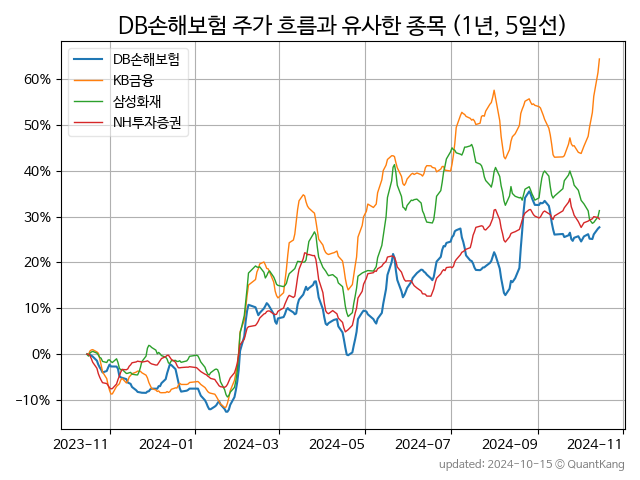 DB손해보험 주가 흐름과 유사한 종목 (1년, 5일선)
DB손해보험
KB금융
삼성화재
NH투자증권
60%
50%
40%
30%
20%
10%
0%
−10%
2023−11
2024−01
2024−03
2024−05
2024−07
2024−09
2024−11
updated: 2024-10-15 © QuantKang